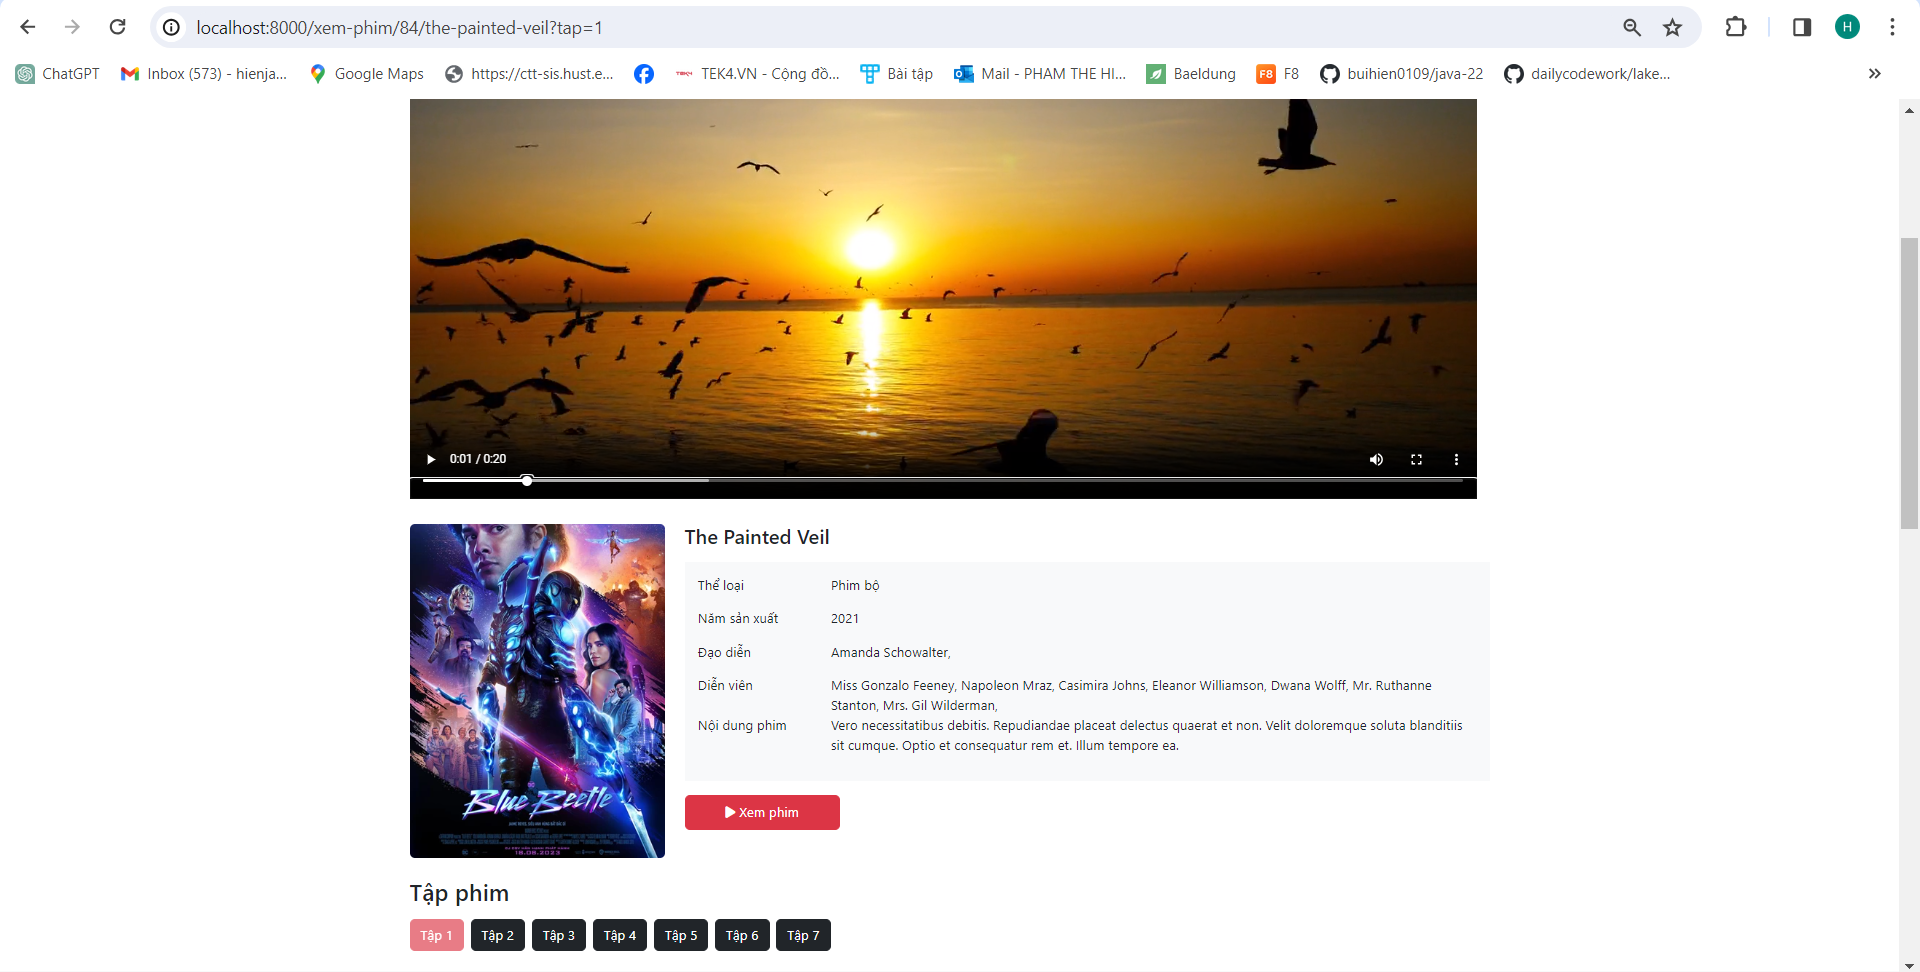 localhost:8000/xem-phim/84/the-painted-veil?tap=1
H
ChatGPT
Inbox (573) - hienja...
Google Maps
https://ctt-sis.hust.e...
TEK4
TEK4.VN - Cộng đồ...
Bài tập
Mail - PHAM THE HI...
Baeldung
F8
F8
buihien0109/java-22
dailycodework/lake...
»
0:01 / 0:20
The Painted Veil
Thể loại Phim bộ
Năm sản xuất 2021
Đạo diễn Amanda Schowalter,
Diễn viên Miss Gonzalo Feeney, Napoleon Mraz, Casimira Johns, Eleanor Williamson, Dwana Wolff, Mr. Ruthanne
Stanton, Mrs. Gil Wilderman,
Nội dung phim Vero necessitatibus debitis. Repudiandae placeat delectus quaerat et non. Velit doloremque soluta blanditiis
sit cumque. Optio et consequatur rem et. Illum tempore ea.
Xem phim
Blue Beetle
18.08.2023
Tập phim
Tập 1 Tập 2 Tập 3 Tập 4 Tập 5 Tập 6 Tập 7